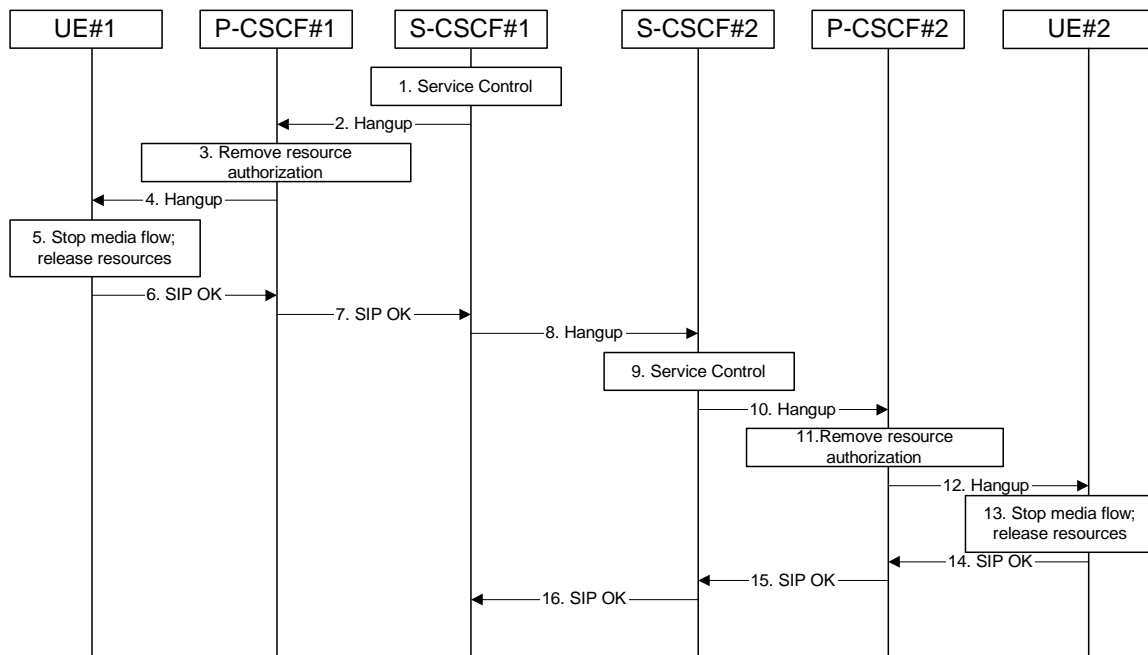 UE#1
P-CSCF#1
S-CSCF#1
S-CSCF#2
P-CSCF#2
UE#2
1. Service Control
2. Hangup
3. Remove resource
authorization
4. Hangup
5. Stop media flow;
release resources
6. SIP OK
7. SIP OK
8. Hangup
9. Service Control
10. Hangup
11.Remove resource
authorization
12. Hangup
13. Stop media flow;
release resources
14. SIP OK
15. SIP OK
16. SIP OK